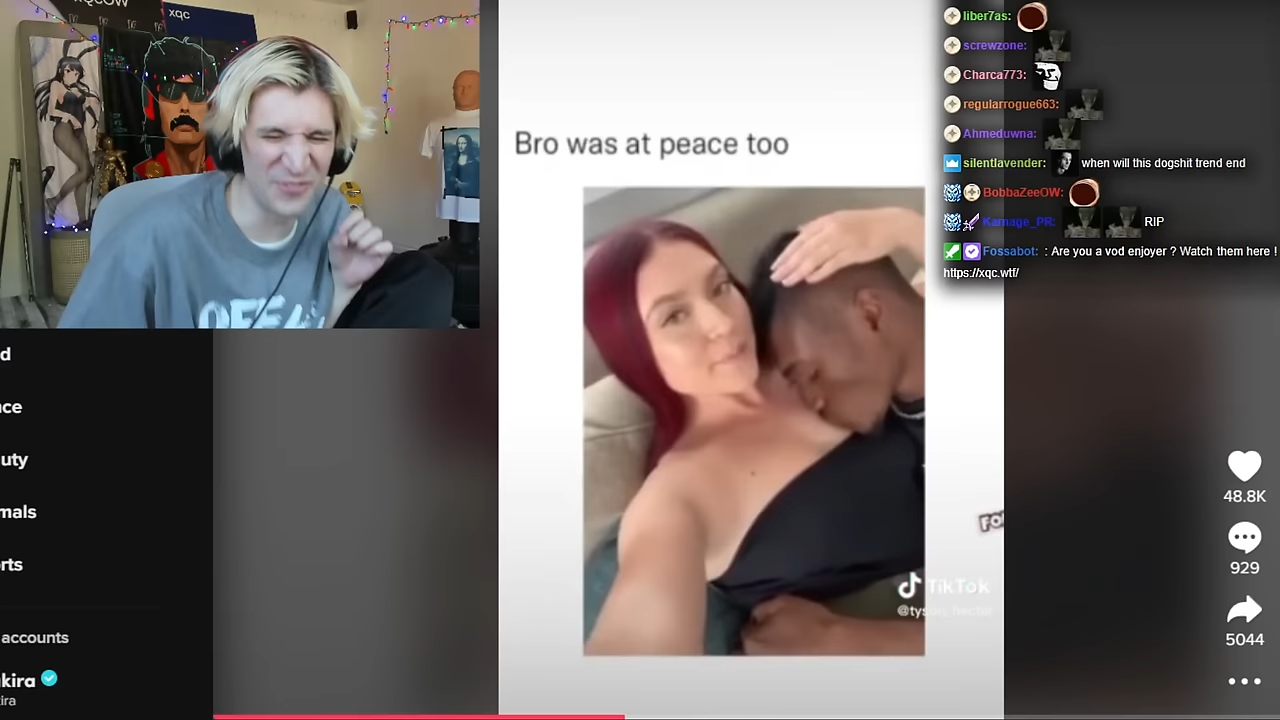 xQcOW
xqc
Bro was at peace too
TikTok
liber7as:
screwzone:
Charca773:
regularrogue663:
Ahmeduwna:
silentlavender: when will this dogshit trend end
BobbaZeeOW:
Kamage_PR: RIP
Fossabot: : Are you a vod enjoyer ? Watch them here !
https://xqc.wtf/
d
ce
uty
mals
rts
accounts
kira
ira
48.8K
929
5044